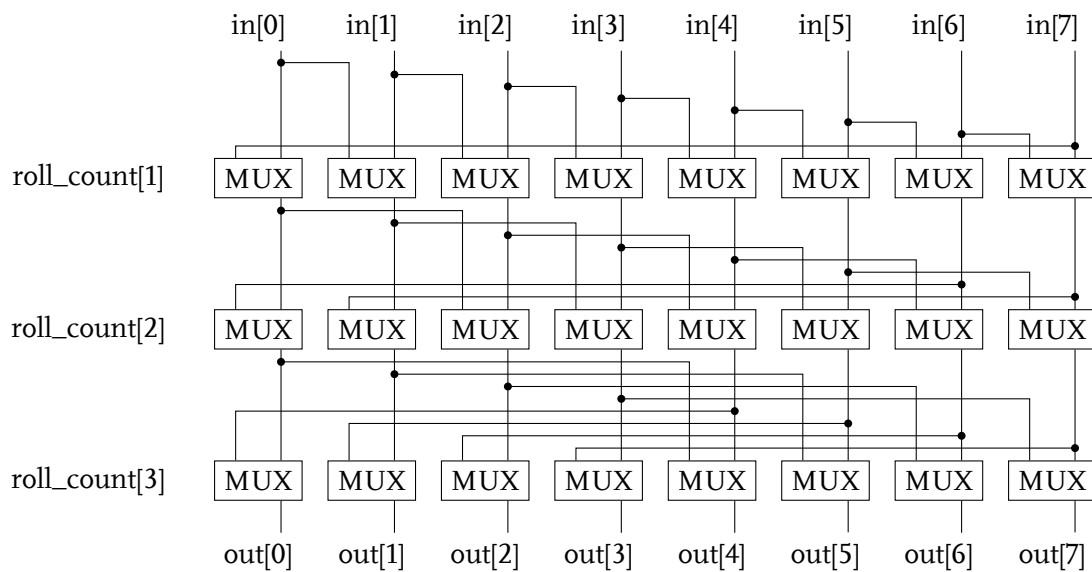 in[0] in[1] in[2] in[3] in[4] in[5] in[6] in[7]
roll_count[1] MUX MUX MUX MUX MUX MUX MUX MUX
roll_count[2] MUX MUX MUX MUX MUX MUX MUX MUX
roll_count[3] MUX MUX MUX MUX MUX MUX MUX MUX
out[0] out[1] out[2] out[3] out[4] out[5] out[6] out[7]